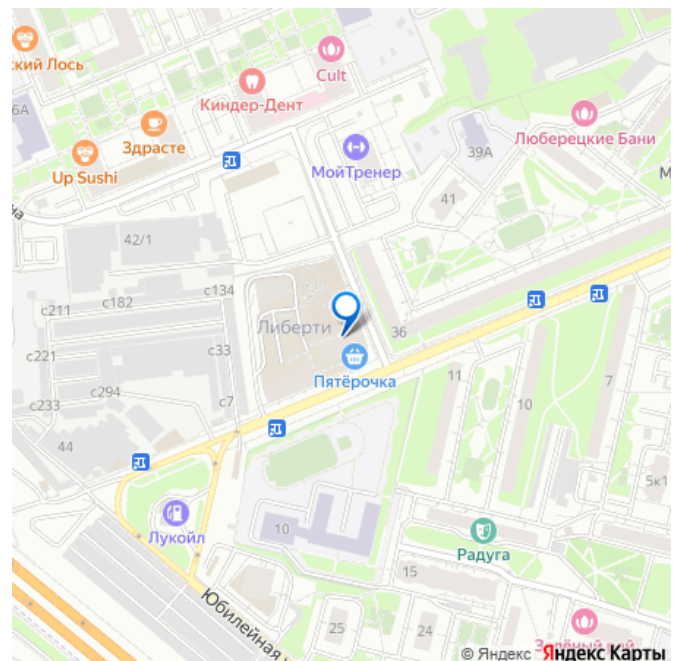 ский Лось
Cult
Киндер-Дент
6А
Здрасте
Люберецкие Бани
Up Sushi
МойТренер
39А
М
на
41
42/1
с134
с211
с182
Либерти
36
с221
с33
Пятёрочка
11
7
с294
10
с233
с7
44
5к1
Лукойл
10
Радуга
15
Юбилейная
25
24
© Яндекс
Яндекс Карты